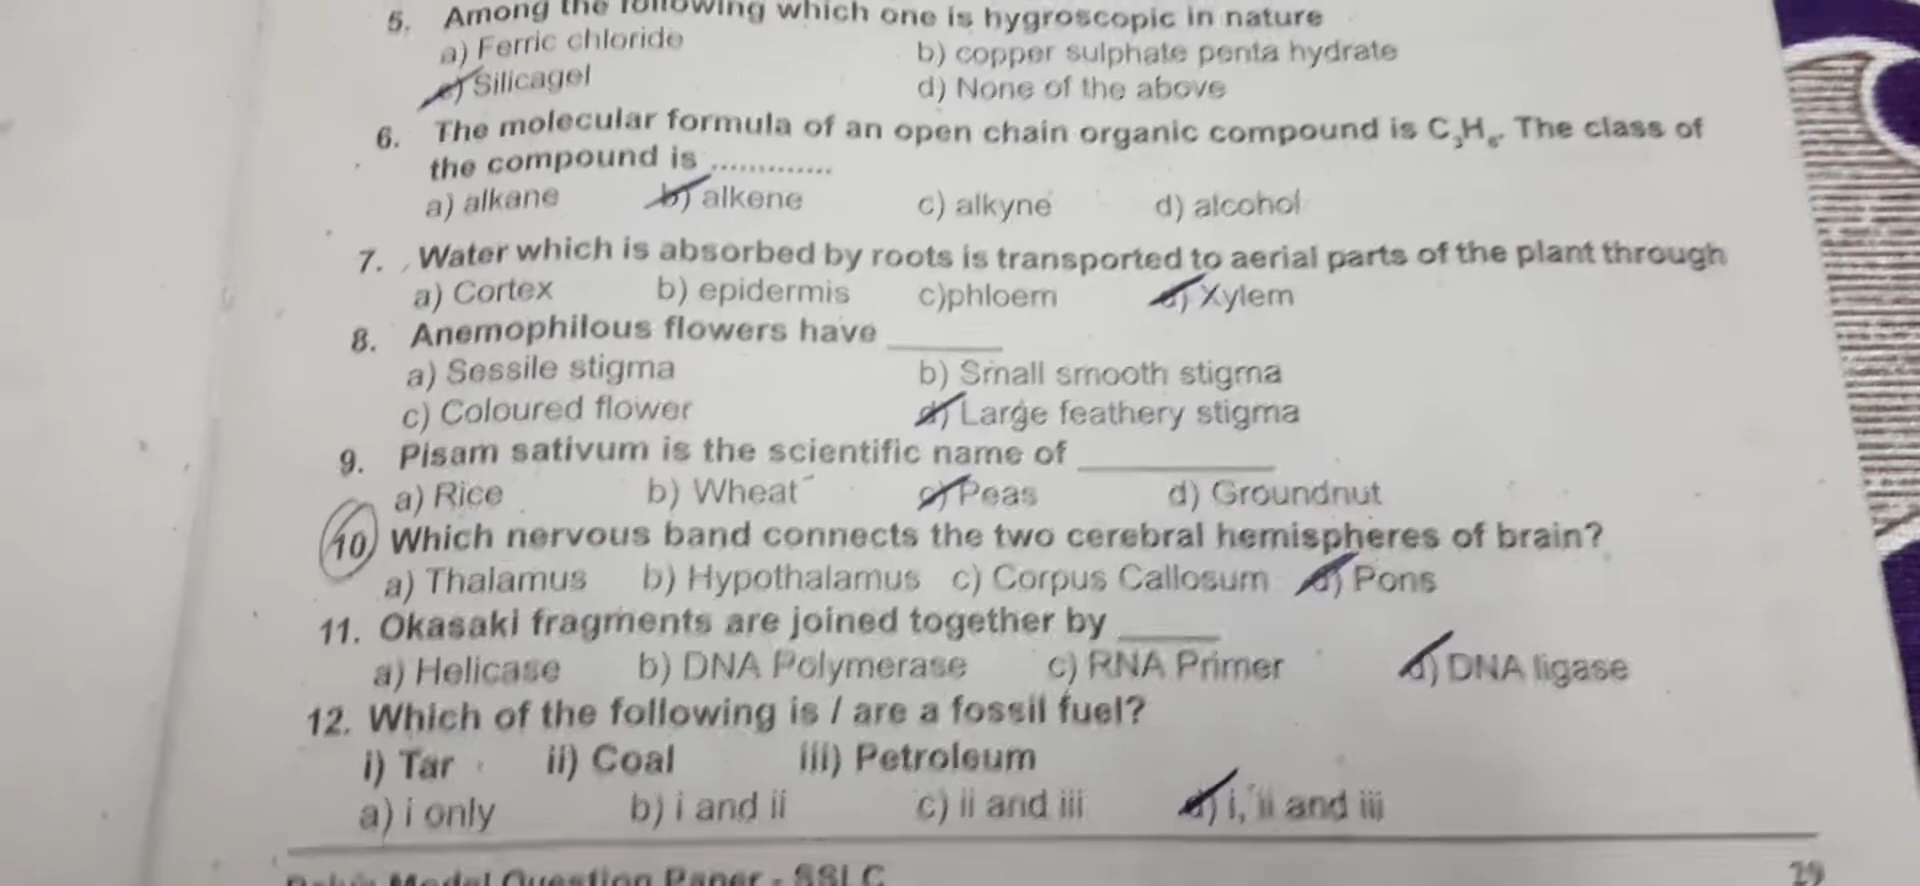 5. Among the following which one is hygroscopic in nature
a) Ferric chloride b) copper sulphate penta hydrate
c) Silicagel d) None of the above
6. The molecular formula of an open chain organic compound is C₃H₆. The class of
the compound is .............
a) alkane b) alkene c) alkyne d) alcohol
7. Water which is absorbed by roots is transported to aerial parts of the plant through
a) Cortex b) epidermis c)phloem d) Xylem
8. Anemophilous flowers have ______
a) Sessile stigma b) Small smooth stigma
c) Coloured flower d) Large feathery stigma
9. Pisam sativum is the scientific name of __________
a) Rice b) Wheat c) Peas d) Groundnut
10 Which nervous band connects the two cerebral hemispheres of brain?
a) Thalamus b) Hypothalamus c) Corpus Callosum d) Pons
11. Okasaki fragments are joined together by _____
a) Helicase b) DNA Polymerase c) RNA Primer d) DNA ligase
12. Which of the following is / are a fossil fuel?
i) Tar ii) Coal iii) Petroleum
a) i only b) i and ii c) ii and iii d) i, ii and iii
Model Question Paper - SSLC 29